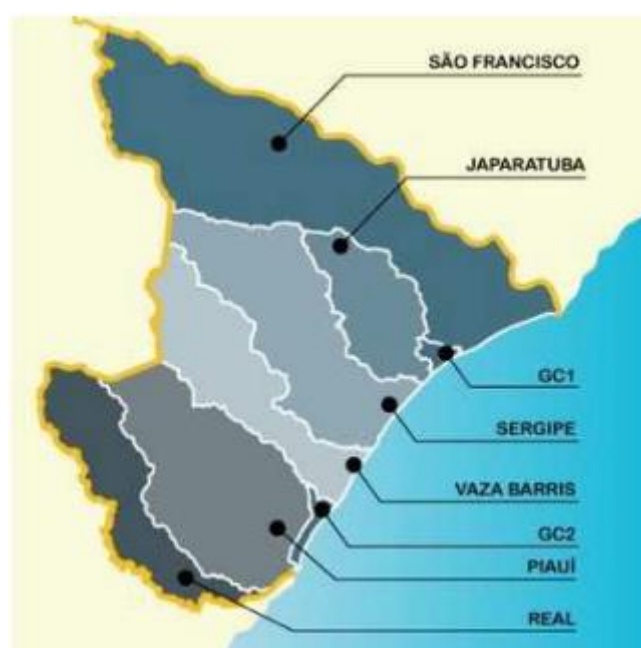 SÃO FRANCISCO
JAPARATUBA
GC1
SERGIPE
VAZA BARRIS
GC2
PIAUÍ
REAL